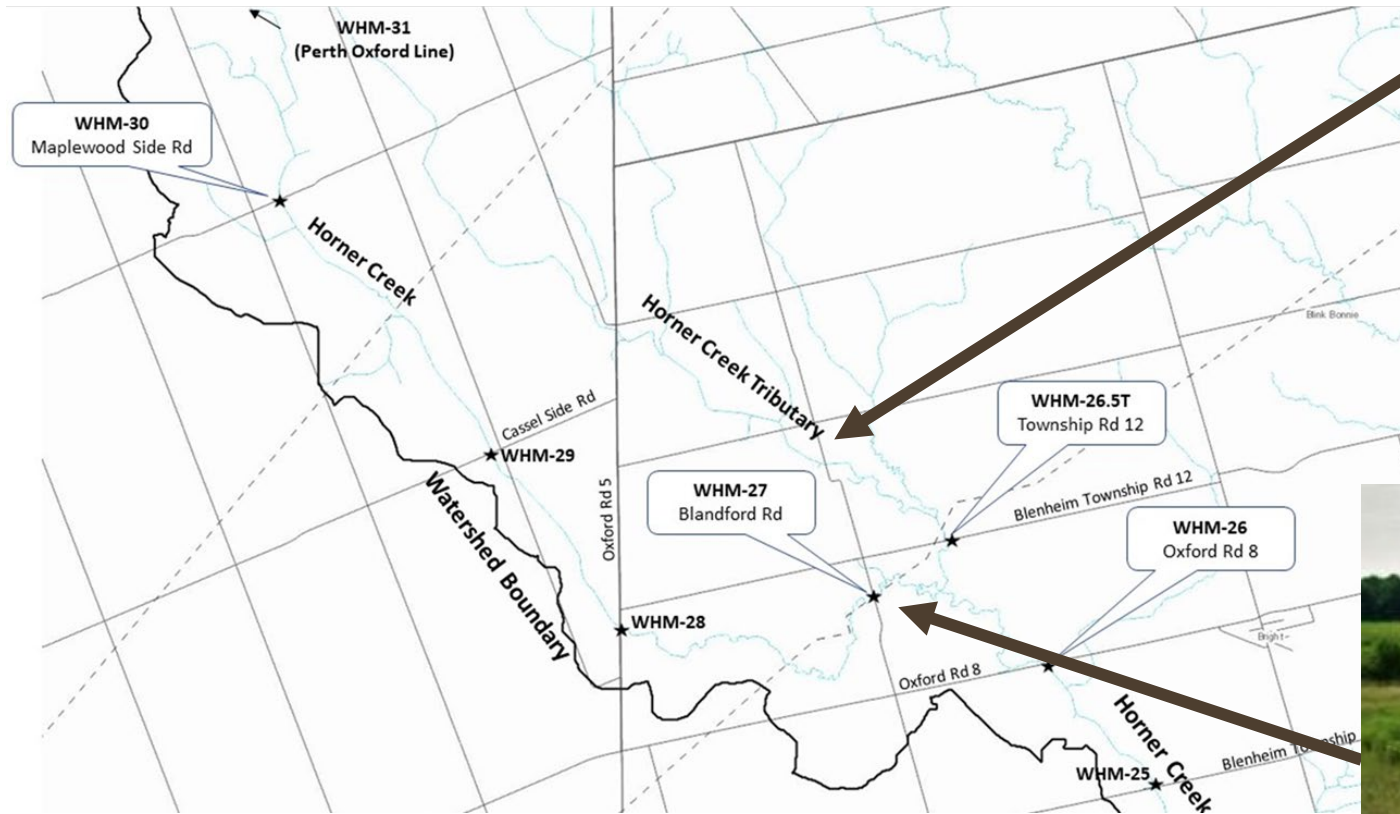 WHM-31
(Perth Oxford Line)
WHM-30
Maplewood Side Rd
Horner Creek
Horner Creek Tributary
Blink Bonnie
WHM-26.5T
Township Rd 12
Cassel Side Rd
WHM-29
Watershed Boundary
Oxford Rd 5
WHM-27
Blandford Rd
Blenheim Township Rd 12
WHM-26
Oxford Rd 8
WHM-28
Bright
Oxford Rd 8
Horner Creek
Blenheim Township
WHM-25